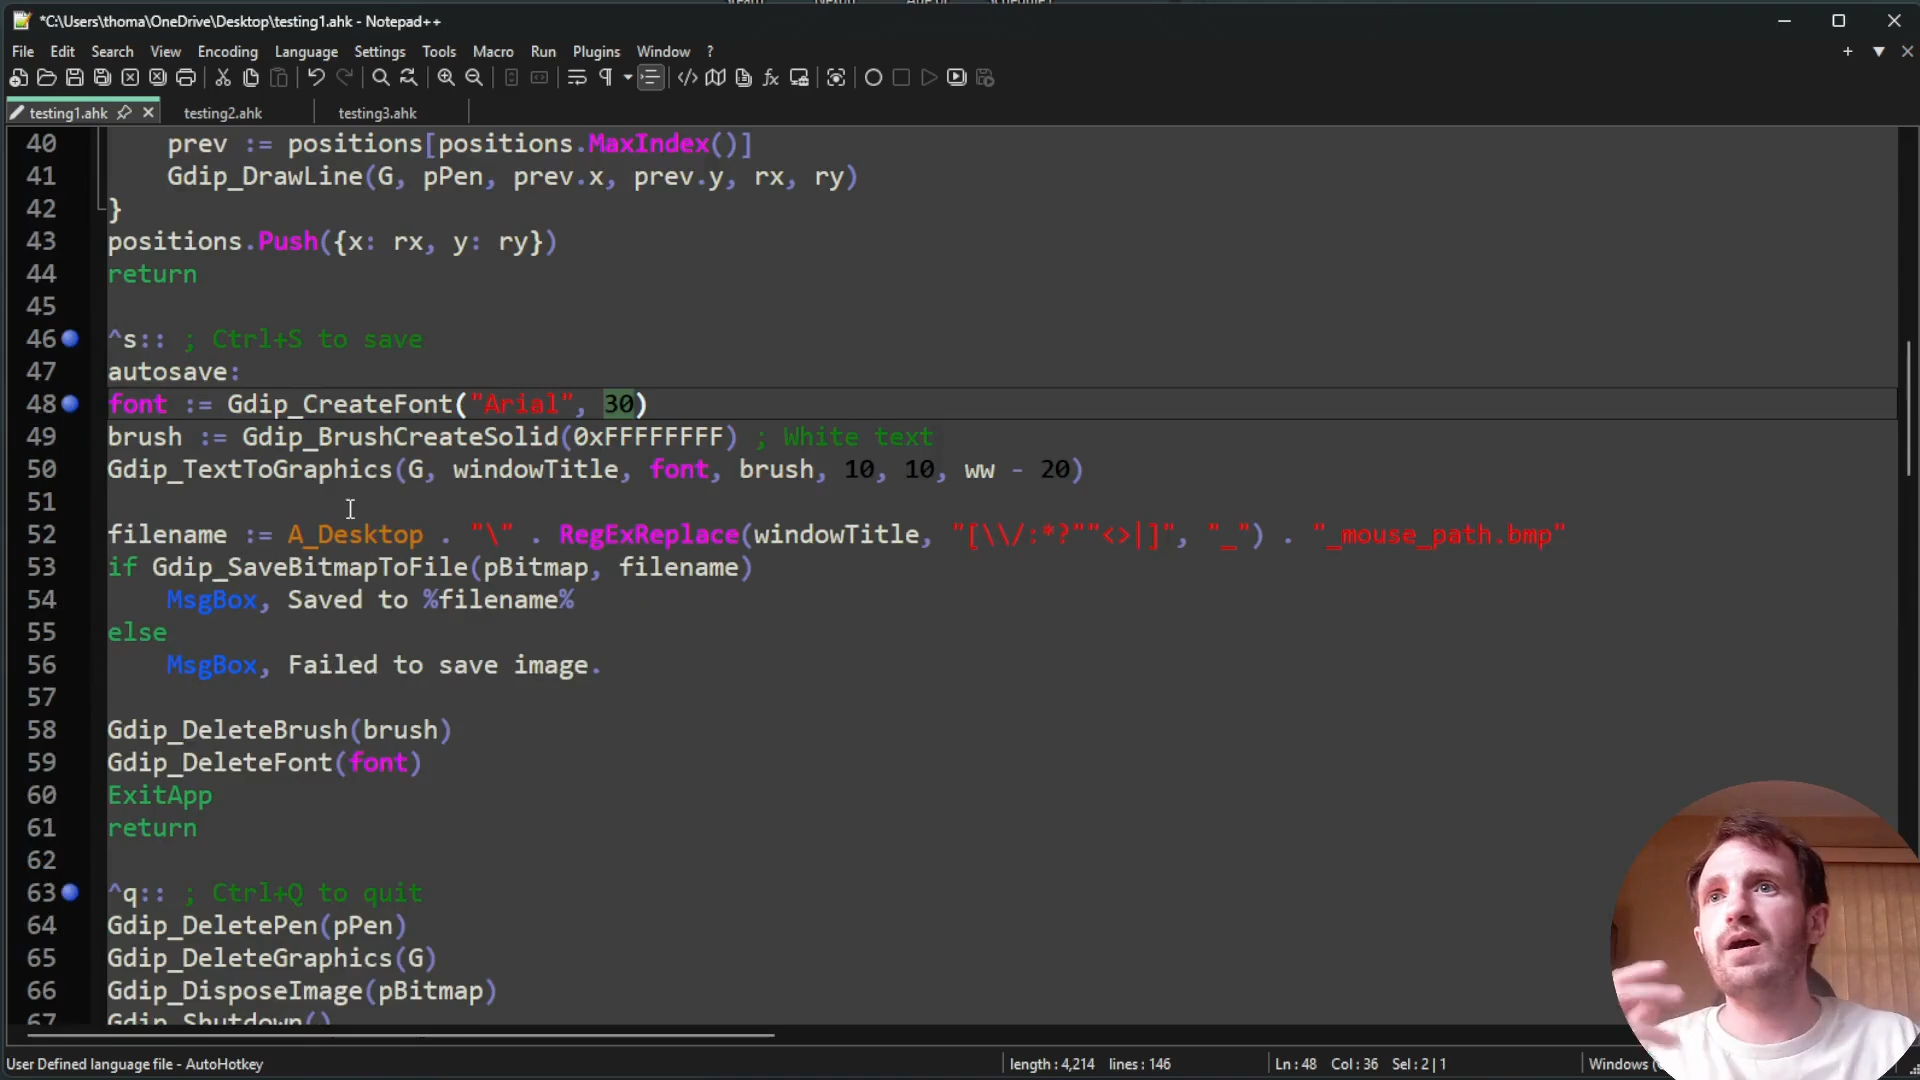 *C:\Users\thoma\OneDrive\Desktop\testing1.ahk - Notepad++
File Edit Search View Encoding Language Settings Tools Macro Run Plugins Window ?
testing1.ahk testing2.ahk testing3.ahk
40 prev := positions[positions.MaxIndex()]
41 Gdip_DrawLine(G, pPen, prev.x, prev.y, rx, ry)
42 }
43 positions.Push({x: rx, y: ry})
44 return
45
46 ^s:: ; Ctrl+S to save
47 autosave:
48 font := Gdip_CreateFont("Arial", 30)
49 brush := Gdip_BrushCreateSolid(0xFFFFFFFF) ; White text
50 Gdip_TextToGraphics(G, windowTitle, font, brush, 10, 10, ww - 20)
51
52 filename := A_Desktop . "\" . RegExReplace(windowTitle, "[\\/:*?""<>|]", "_") . "_mouse_path.bmp"
53 if Gdip_SaveBitmapToFile(pBitmap, filename)
54 MsgBox, Saved to %filename%
55 else
56 MsgBox, Failed to save image.
57
58 Gdip_DeleteBrush(brush)
59 Gdip_DeleteFont(font)
60 ExitApp
61 return
62
63 ^q:: ; Ctrl+Q to quit
64 Gdip_DeletePen(pPen)
65 Gdip_DeleteGraphics(G)
66 Gdip_DisposeImage(pBitmap)
67 Gdip_Shutdown()
User Defined language file - AutoHotkey length : 4,214 lines : 146 Ln : 48 Col : 36 Sel : 2 | 1 Windows